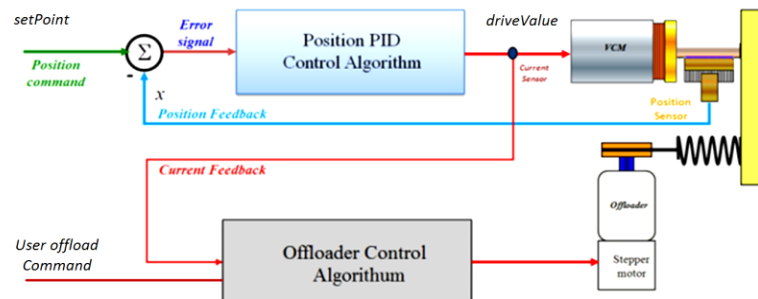 setPoint
Position
command
Σ
-
x
Error
signal
Position PID
Control Algorithm
driveValue
Current
Sensor
VCM
Position
Sensor
Position Feedback
Current Feedback
User offload
Command
Offloader Control
Algorithum
Offloader
Stepper
motor